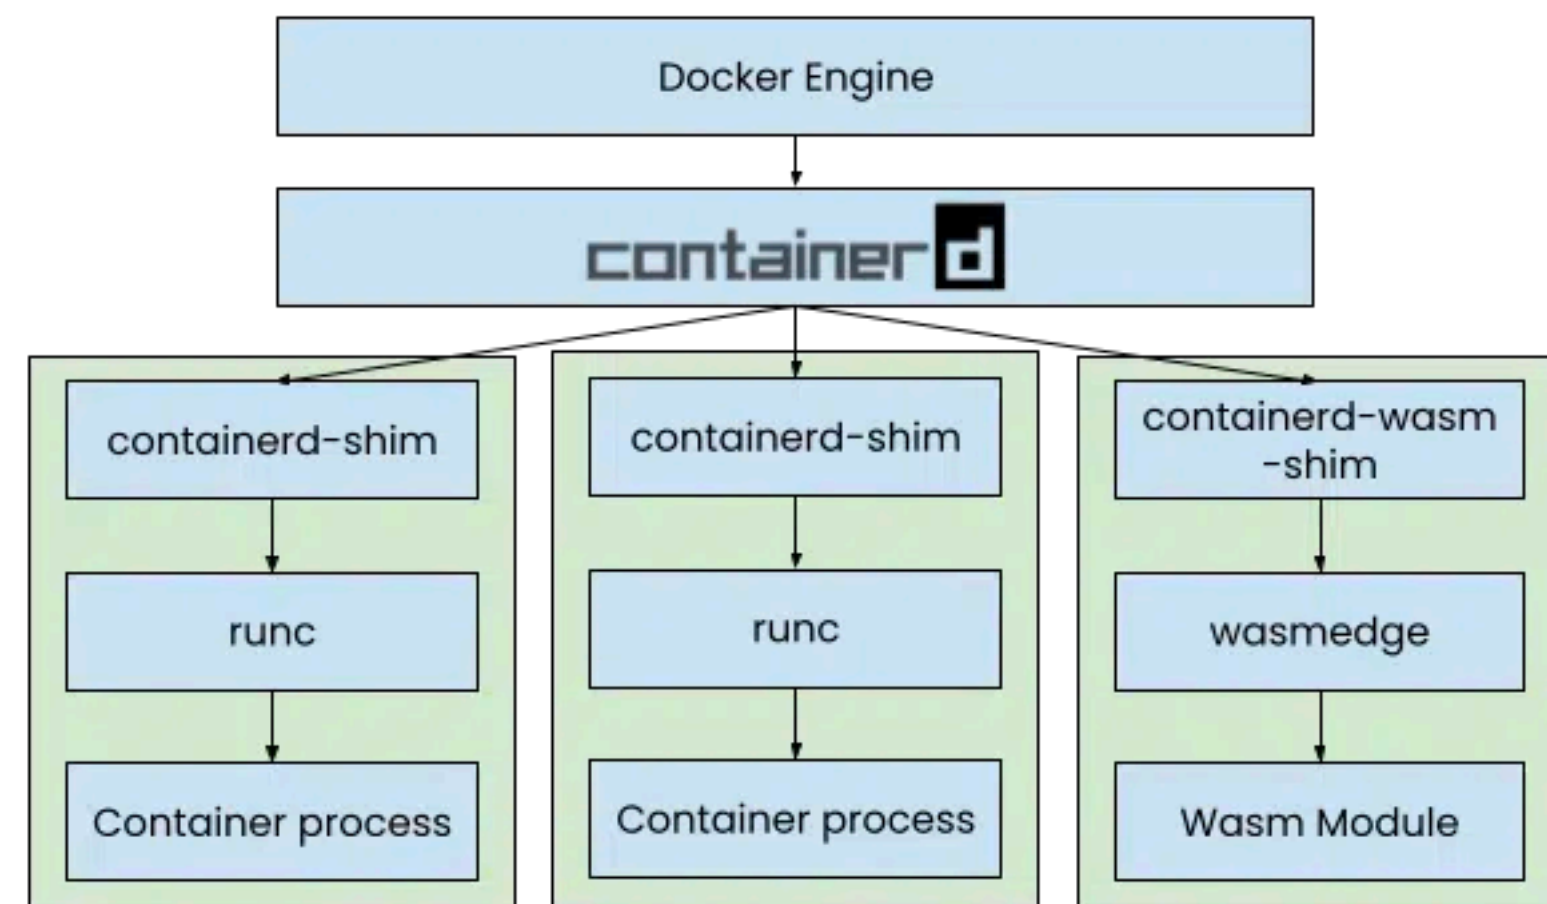 Docker Engine
containerd
containerd-shim
runc
Container process
containerd-shim
runc
Container process
containerd-wasm
-shim
wasmedge
Wasm Module